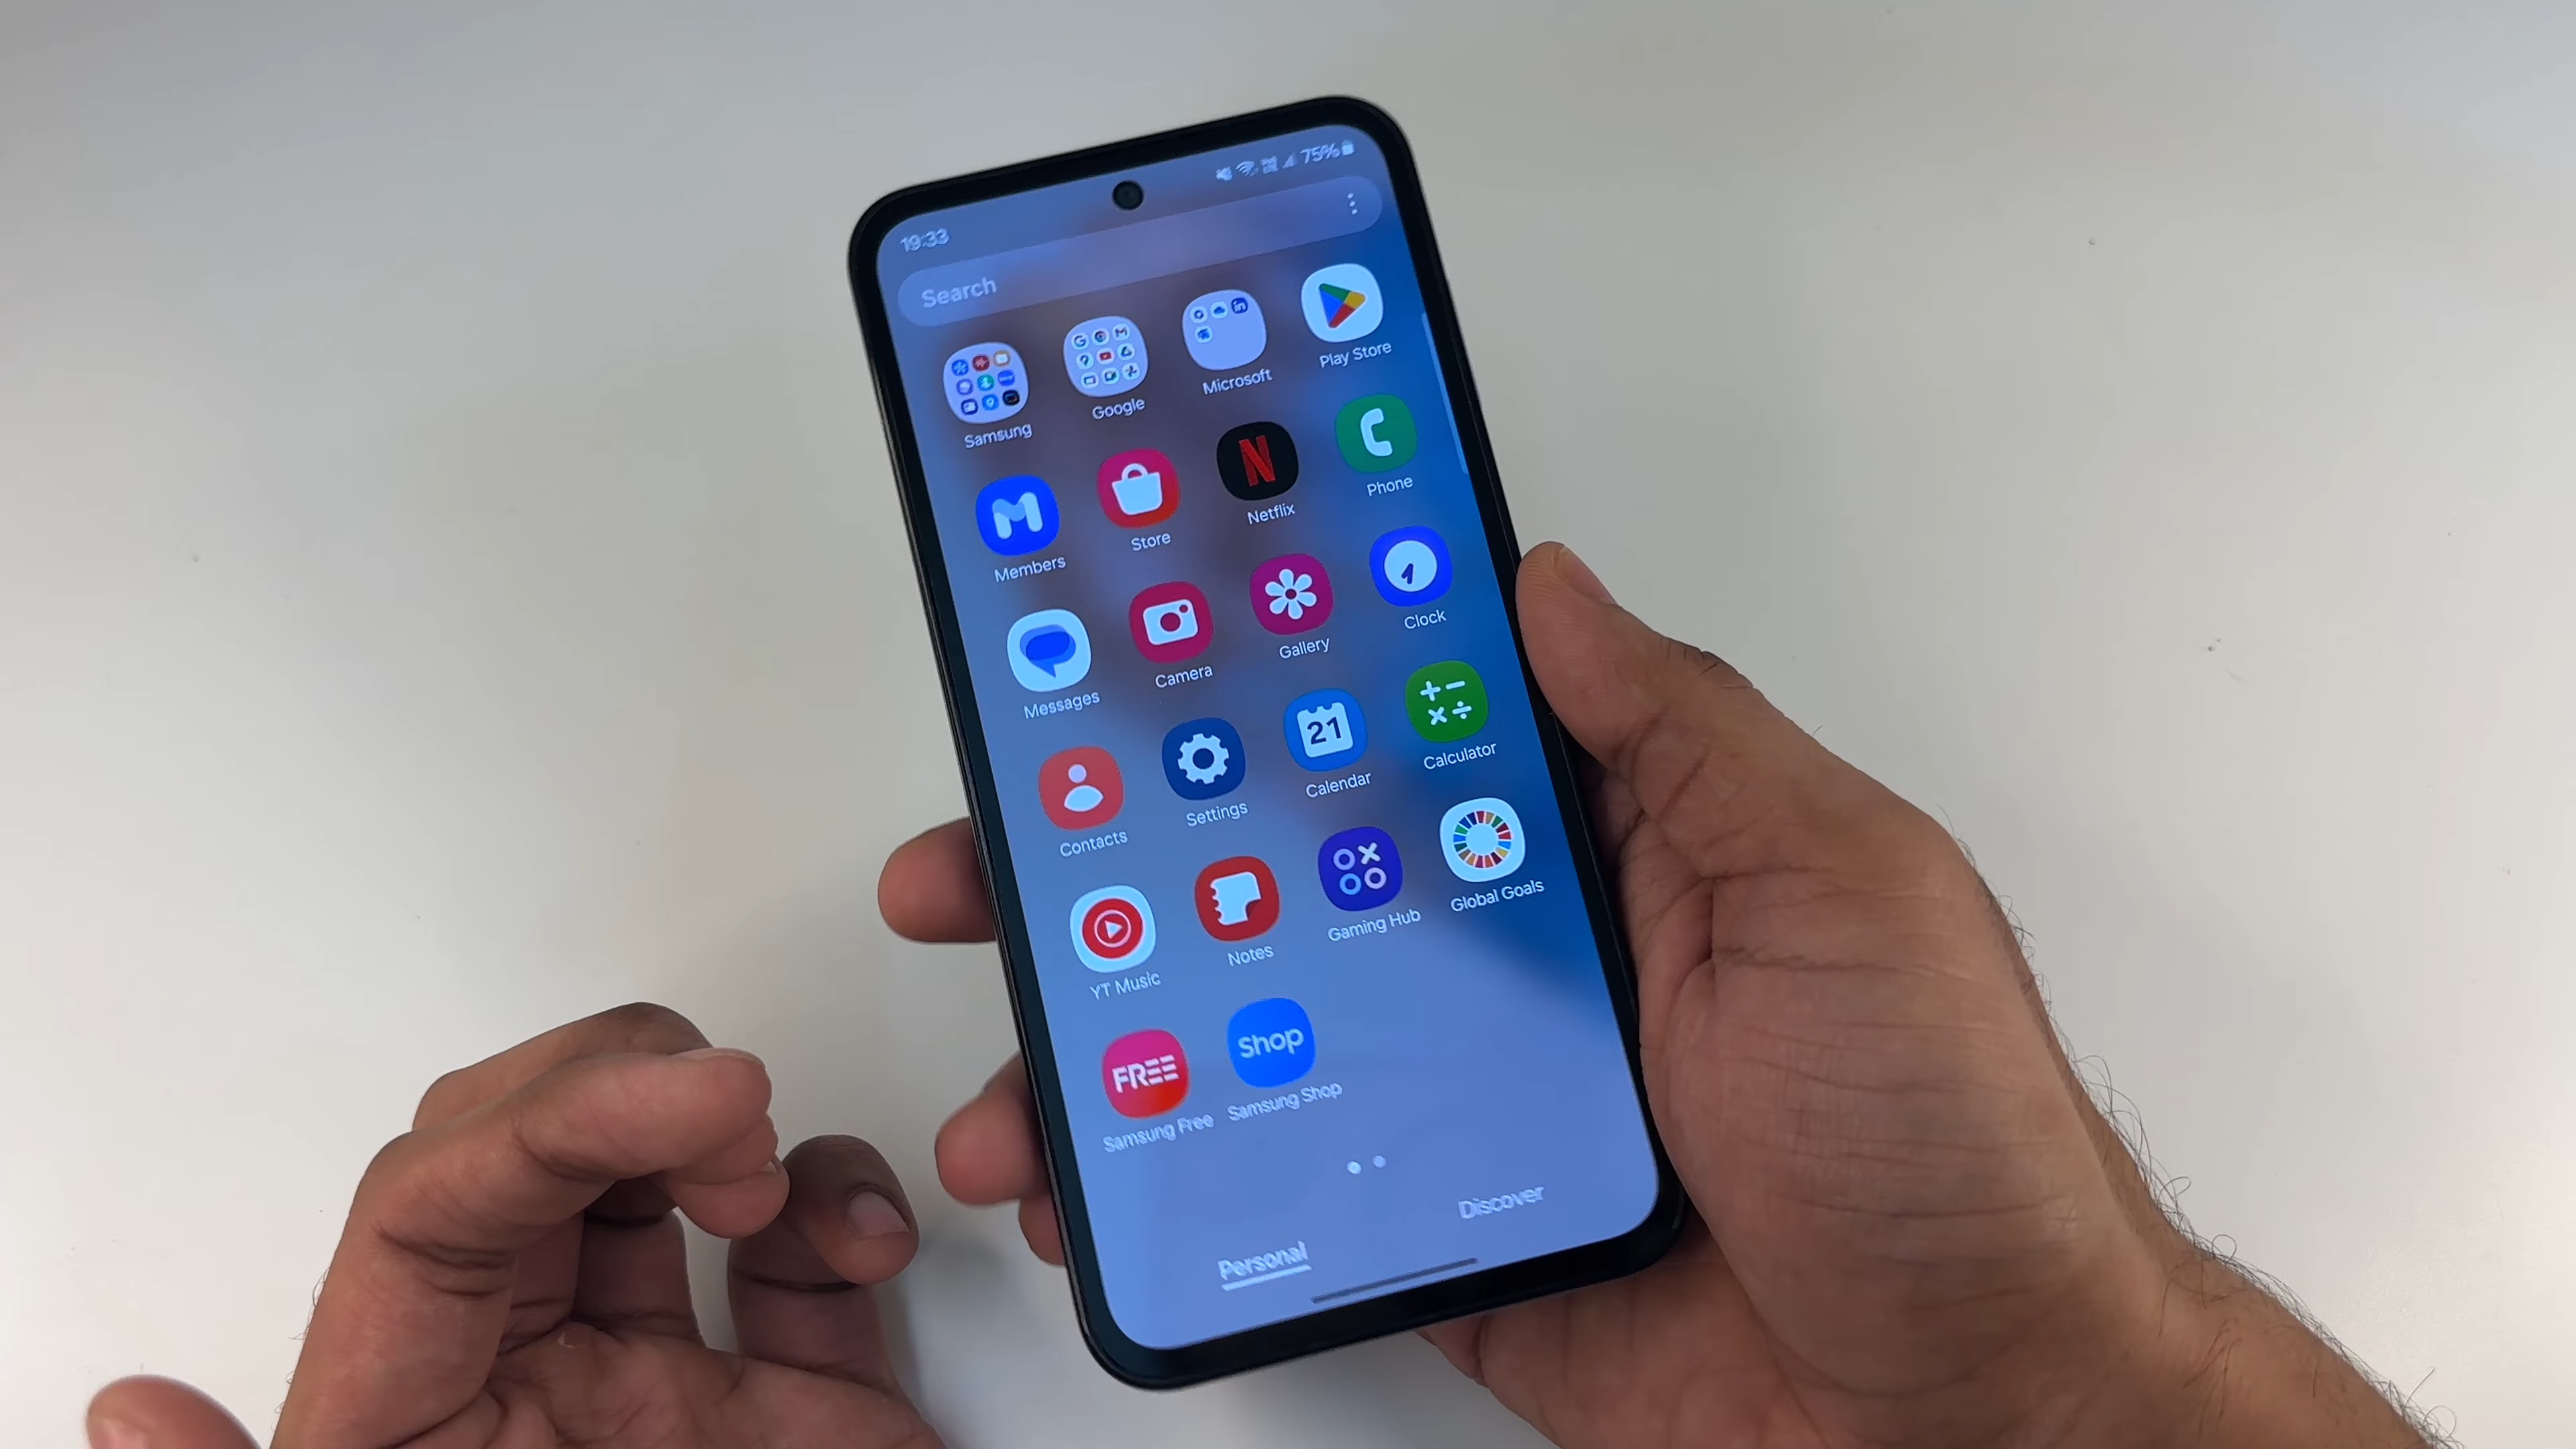 19:33
75%
Search
Samsung
Google
Microsoft
Play Store
Members
Store
N
Netflix
Phone
Messages
Camera
Gallery
Clock
Contacts
Settings
21
Calendar
Calculator
YT Music
Notes
Gaming Hub
Global Goals
FREE
Samsung Free
Shop
Samsung Shop
Personal
Discover